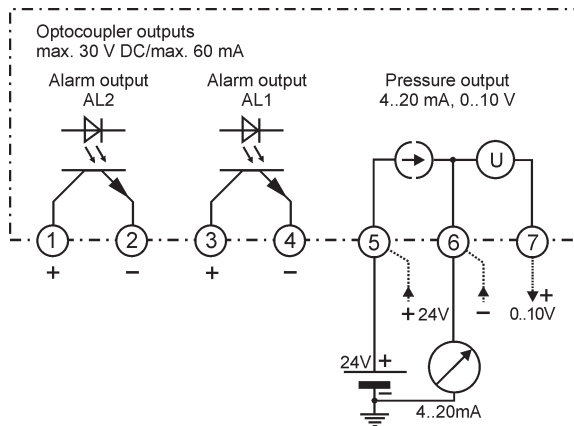 Optocoupler outputs
max. 30 V DC/max. 60 mA
Alarm output
AL2
Alarm output
AL1
Pressure output
4..20 mA, 0..10 V
U
1
2
3
4
5
6
7
+
−
+
−
+ 24V
−
+
0..10V
24V
+
−
4..20mA